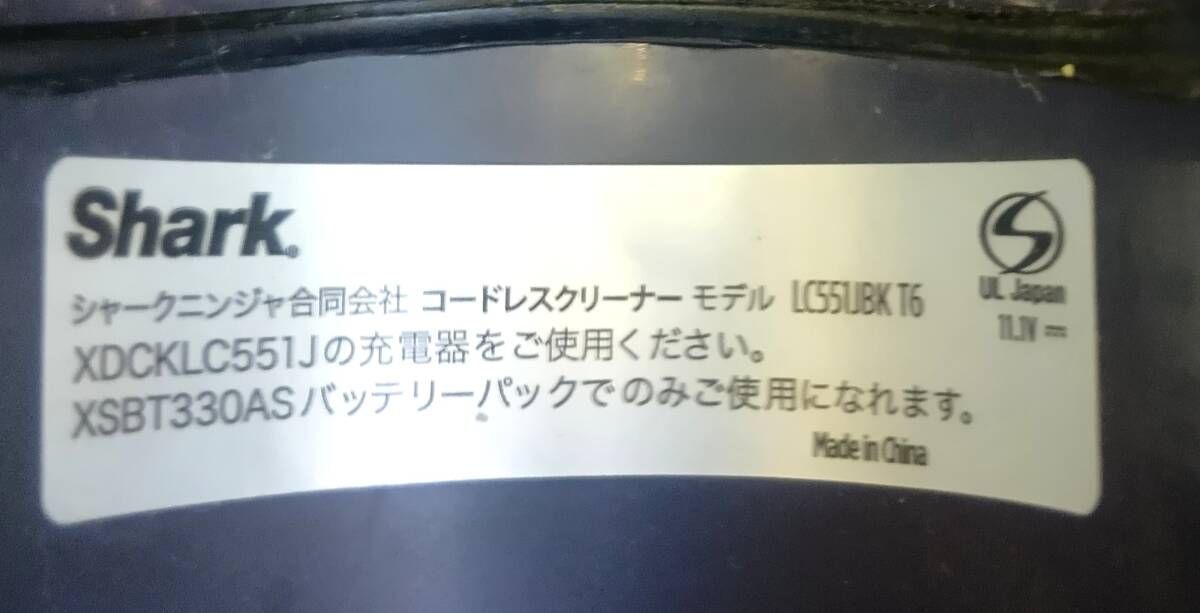 Shark®
シャークニンジャ合同会社 コードレスクリーナー モデル LC551JBK T6
XDCKLC551Jの充電器をご使用ください。
XSBT330ASバッテリーパックでのみご使用になれます。
Made in China
S
UL Japan
11.1V ⎓